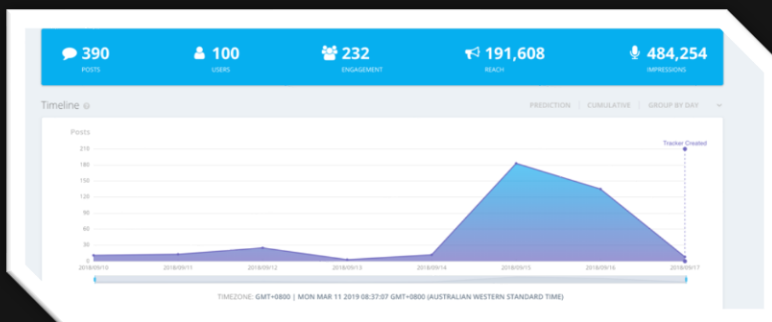 390 100 232 191,608 484,254
POSTS USERS ENGAGEMENT REACH IMPRESSIONS
Timeline PREDICTION CUMULATIVE GROUP BY DAY
Posts
Tracker Created
210
180
150
120
90
60
30
0
2018/09/10 2018/09/11 2018/09/12 2018/09/13 2018/09/14 2018/09/15 2018/09/16 2018/09/17
TIMEZONE: GMT+0800 | MON MAR 11 2019 08:37:07 GMT+0800 (AUSTRALIAN WESTERN STANDARD TIME)